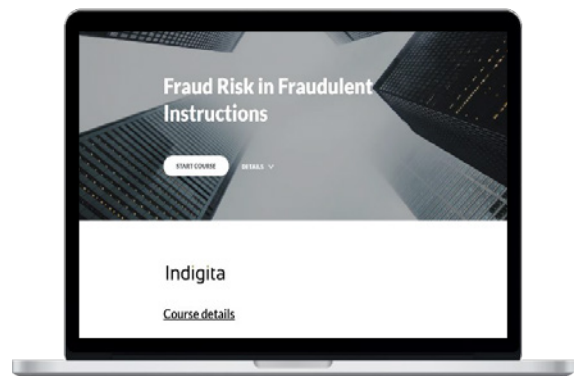 Fraud Risk in Fraudulent
Instructions
START COURSE
DETAILS
Indigita
Course details